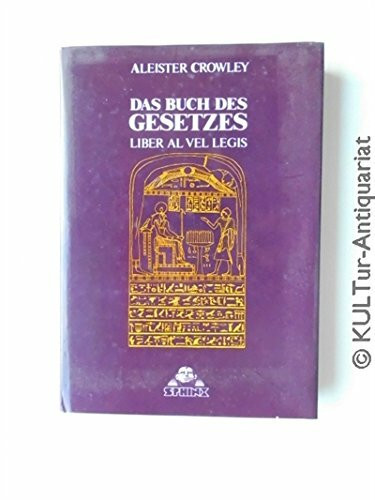 ALEISTER CROWLEY
DAS BUCH DES
GESETZES
LIBER AL VEL LEGIS
SPHINX
© KULTur-Antiquariat